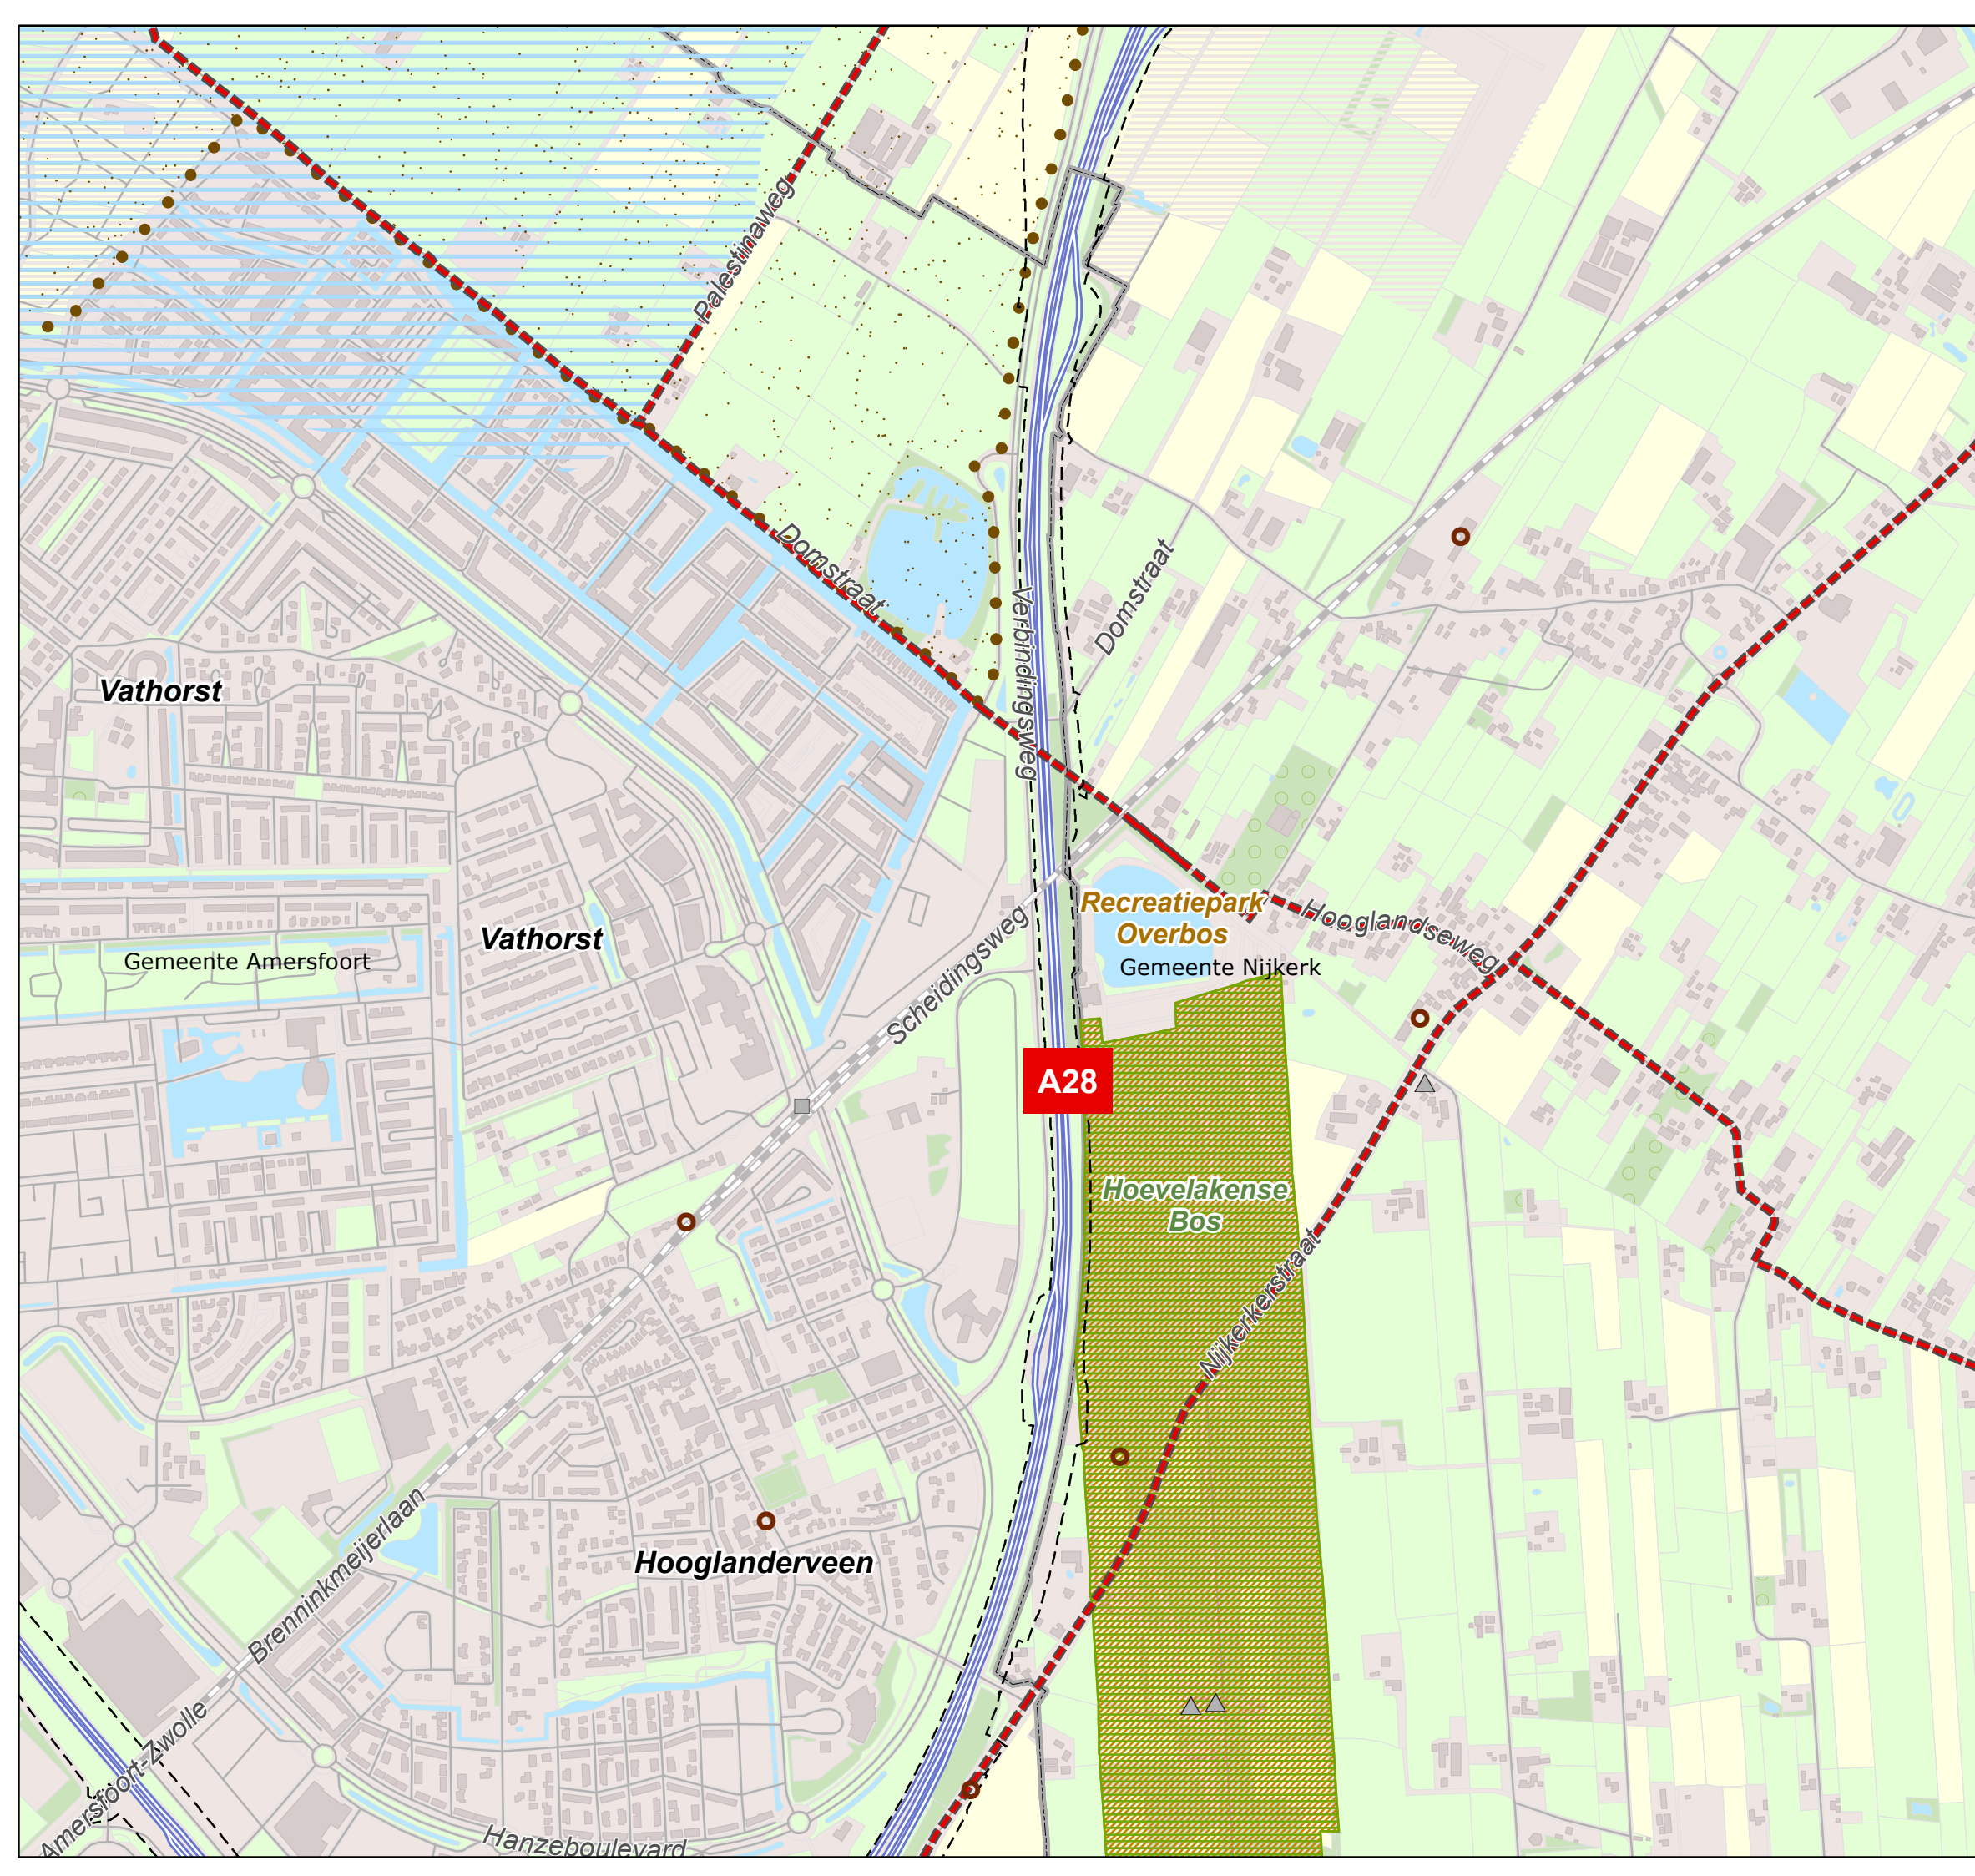 Palestinaweg
Domstraat
Domstraat
Verbindingsweg
Vathorst
Recreatiepark
Overbos
Hooglandseweg
Vathorst
Gemeente Amersfoort
Gemeente Nijkerk
Scheidingsweg
A28
Hoevelakense
Bos
Nijkerkerstraat
Hooglanderveen
Brenninkmeijerlaan
Amersfoort-Zwolle
Hanzeboulevard